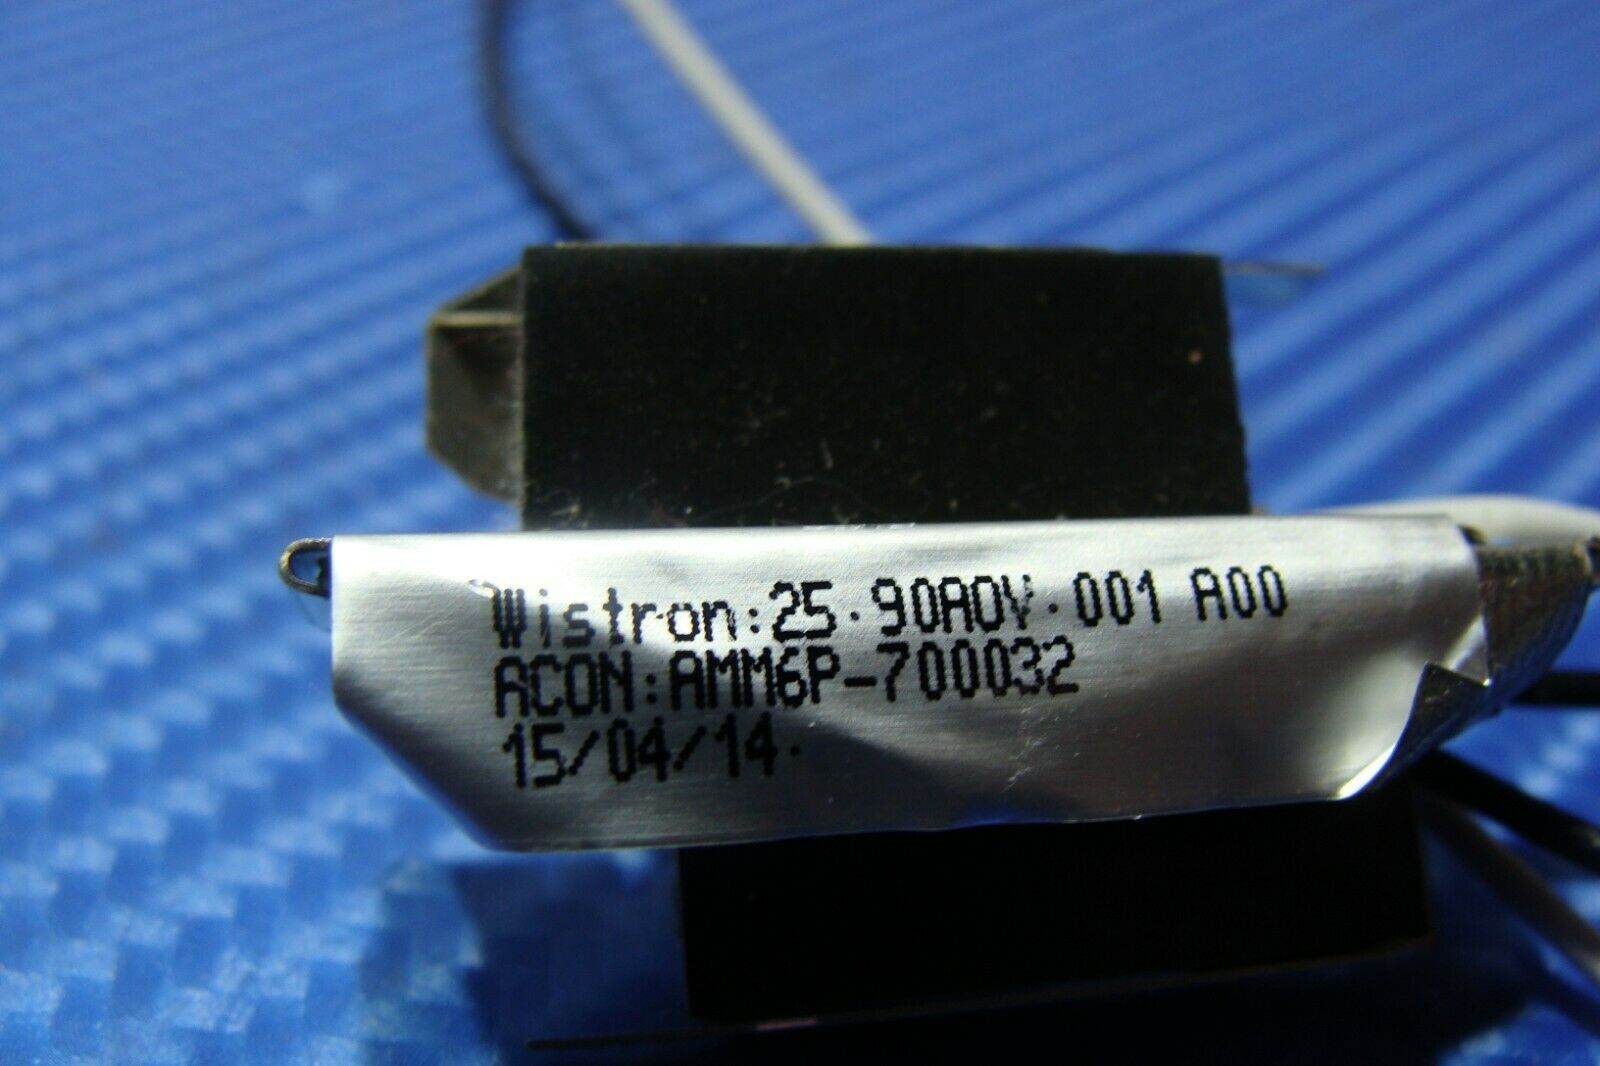 Wistron:25.90A0V.001 A00
ACON:AMM6P-700032
15/04/14.